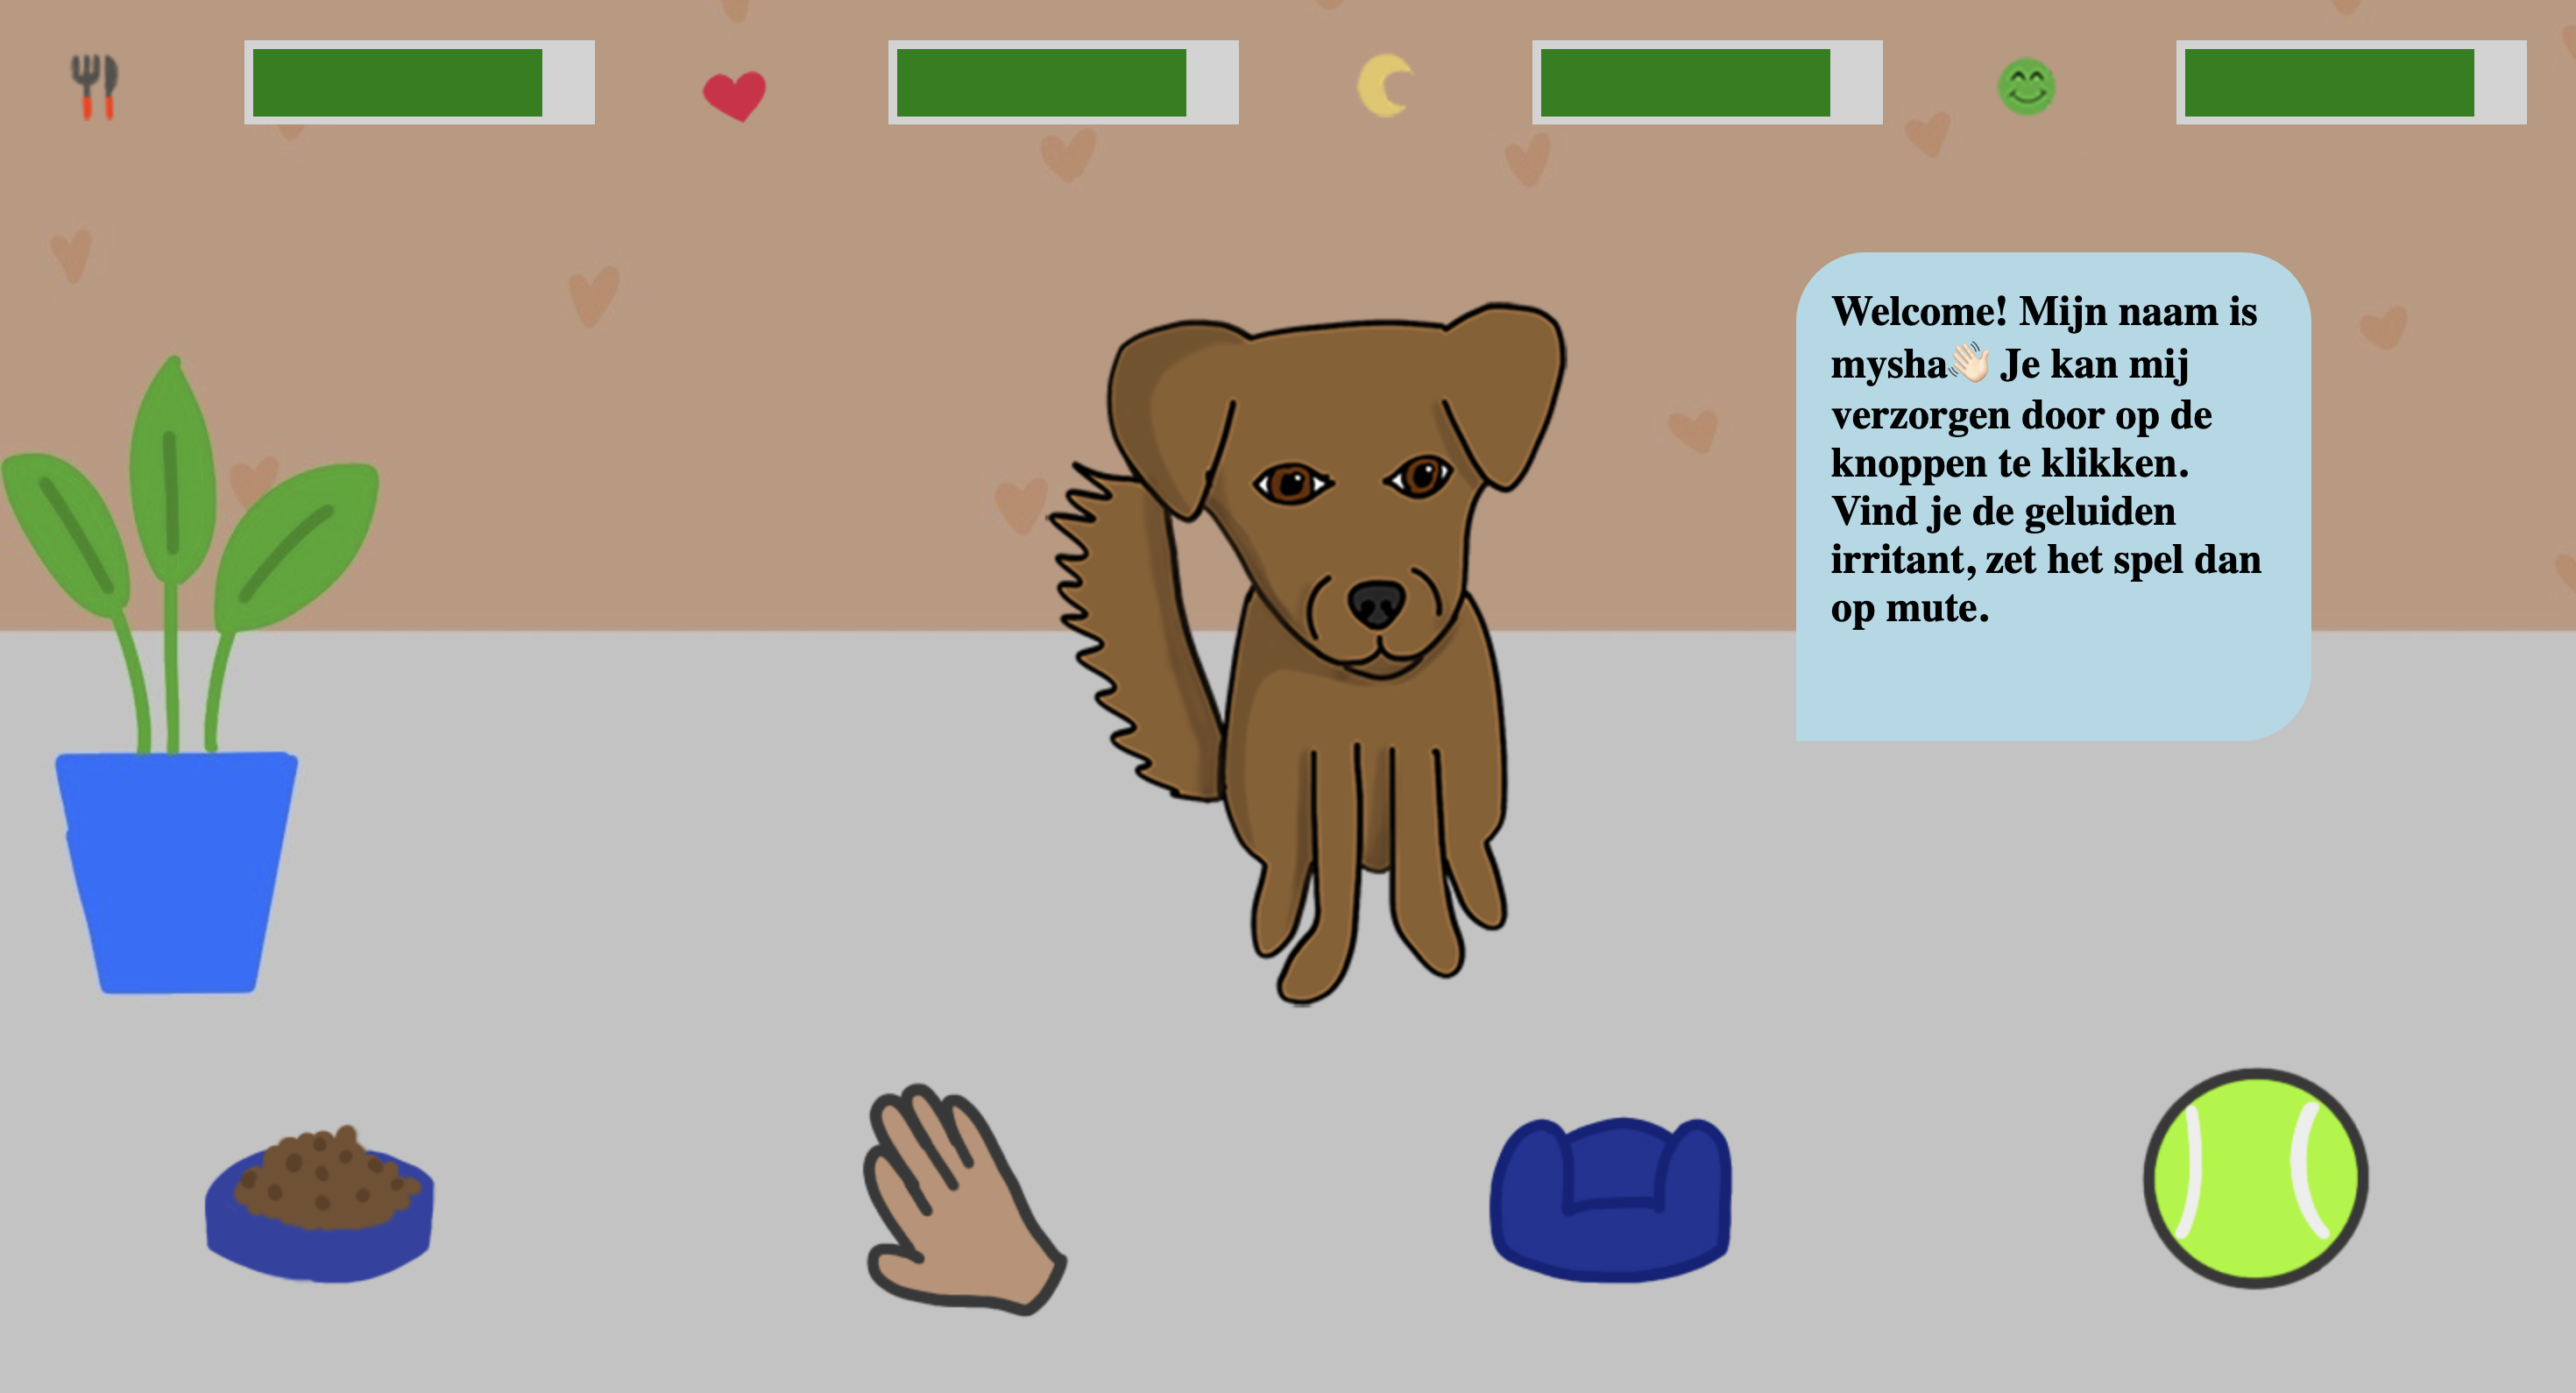 Welcome! Mijn naam is
mysha👋🏻 Je kan mij
verzorgen door op de
knoppen te klikken.
Vind je de geluiden
irritant, zet het spel dan
op mute.